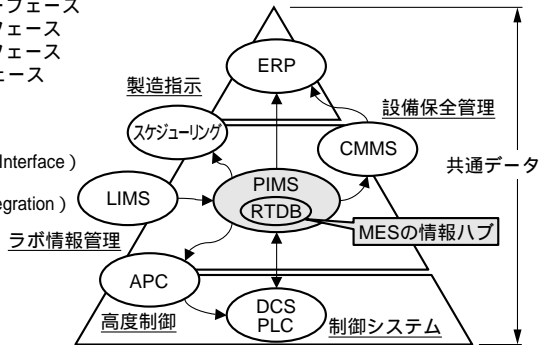 ーフェース
フェース
フェース
ェース
Interface）
egration）
ERP
製造指示
設備保全管理
スケジューリング
CMMS
共通データ
PIMS
RTDB
LIMS
MESの情報ハブ
ラボ情報管理
APC
高度制御
DCS
PLC
制御システム